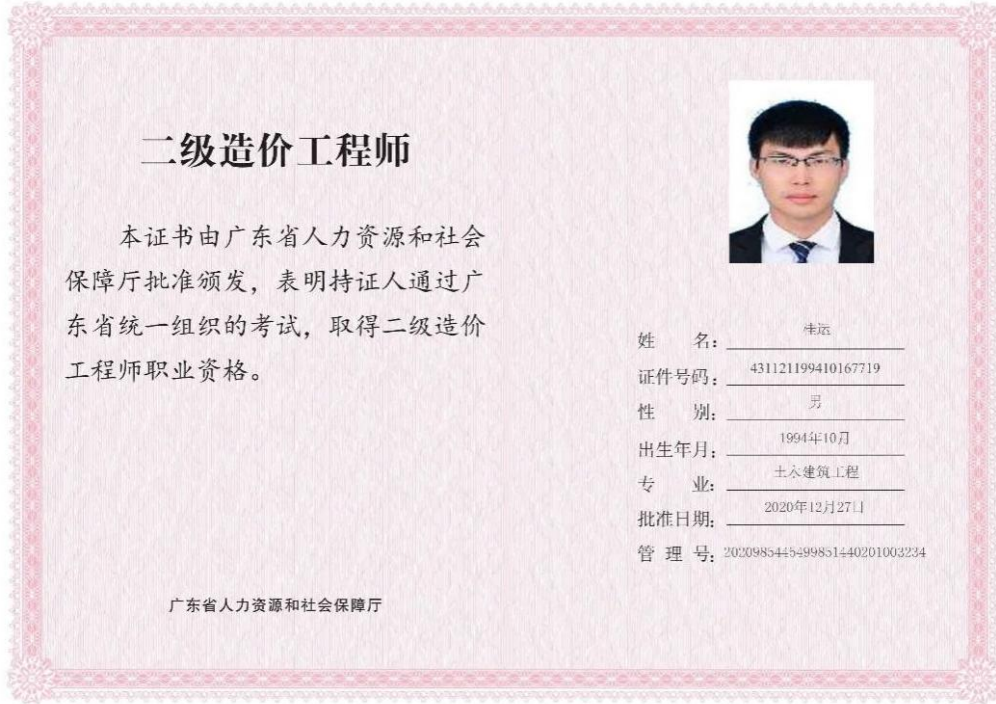 二级造价工程师
本证书由广东省人力资源和社会
保障厅批准颁发，表明持证人通过广
东省统一组织的考试，取得二级造价
工程师职业资格。
广东省人力资源和社会保障厅
姓 名：桂运
证件号码：431121199410167719
性 别：男
出生年月：1994年10月
专 业：土木建筑工程
批准日期：2020年12月27日
管 理 号：2020985445499851440201003234